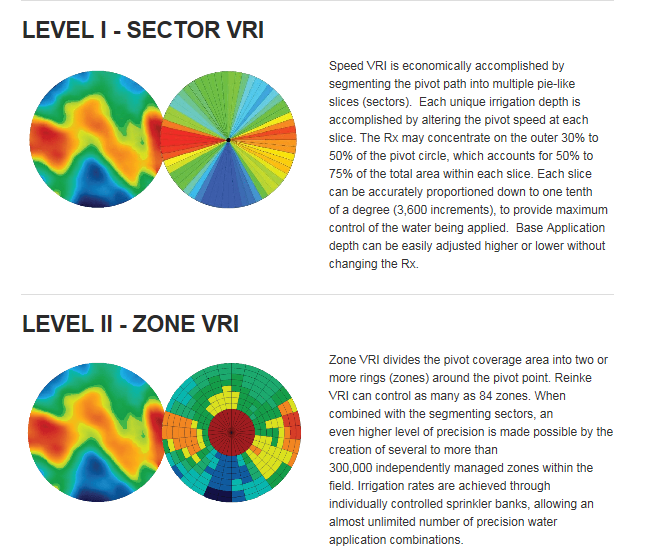 LEVEL I - SECTOR VRI
Speed VRI is economically accomplished by
segmenting the pivot path into multiple pie-like
slices (sectors).  Each unique irrigation depth is
accomplished by altering the pivot speed at each
slice. The Rx may concentrate on the outer 30% to
50% of the pivot circle, which accounts for 50% to
75% of the total area within each slice. Each slice
can be accurately proportioned down to one tenth
of a degree (3,600 increments), to provide maximum
control of the water being applied.  Base Application
depth can be easily adjusted higher or lower without
changing the Rx.
LEVEL II - ZONE VRI
Zone VRI divides the pivot coverage area into two or
more rings (zones) around the pivot point. Reinke
VRI can control as many as 84 zones. When
combined with the segmenting sectors, an
even higher level of precision is made possible by the
creation of several to more than
300,000 independently managed zones within the
field. Irrigation rates are achieved through
individually controlled sprinkler banks, allowing an
almost unlimited number of precision water
application combinations.